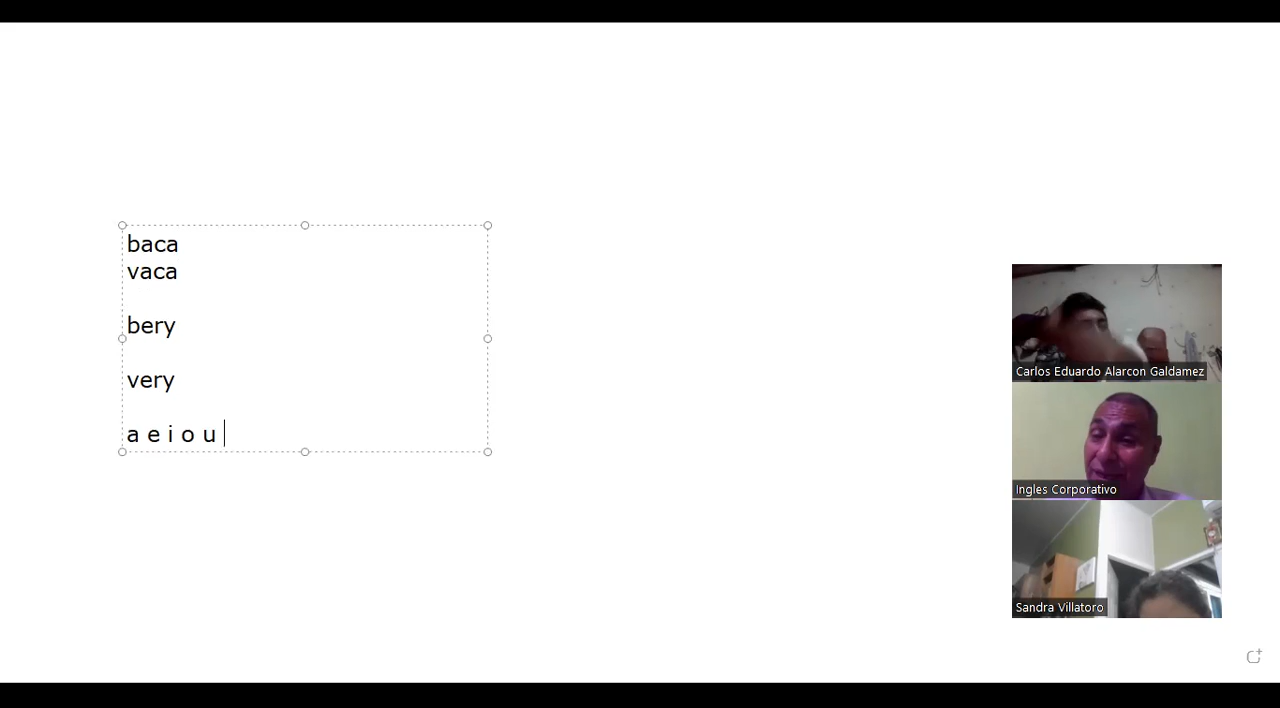 baca
vaca
bery
very
a e i o u
Carlos Eduardo Alarcon Galdamez
Ingles Corporativo
Sandra Villatoro